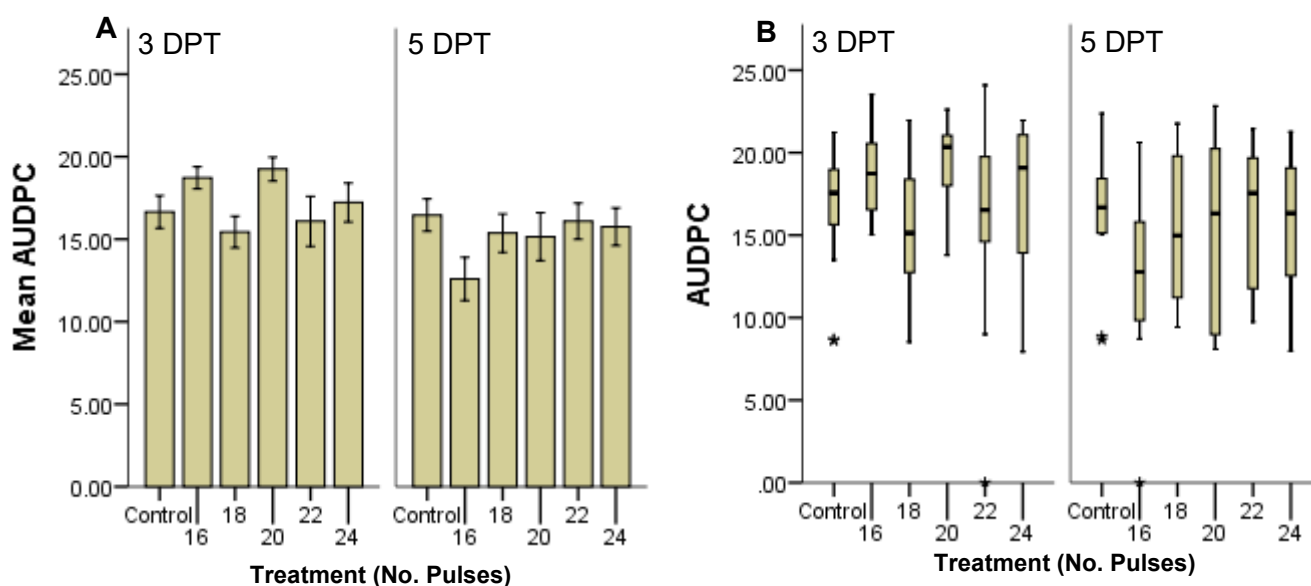 A
3 DPT
5 DPT
25.00
20.00
15.00
10.00
5.00
0.00
Mean AUDPC
Control
16
18
20
22
24
Control
16
18
20
22
24
Treatment (No. Pulses)
B
3 DPT
5 DPT
25.00
20.00
15.00
10.00
5.00
.00
AUDPC
Control
16
18
20
22
24
Control
16
18
20
22
24
Treatment (No. Pulses)